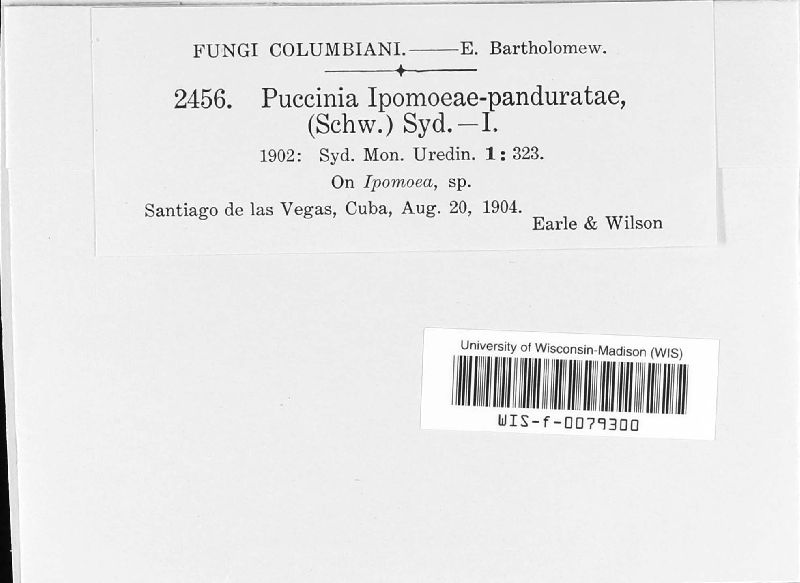 FUNGI COLUMBIANI.——E. Bartholomew.
2456. Puccinia Ipomoeae-panduratae,
(Schw.) Syd.—I.
1902: Syd. Mon. Uredin. 1: 323.
On Ipomoea, sp.
Santiago de las Vegas, Cuba, Aug. 20, 1904.
Earle & Wilson
University of Wisconsin-Madison (WIS)
WIS-f-0079300